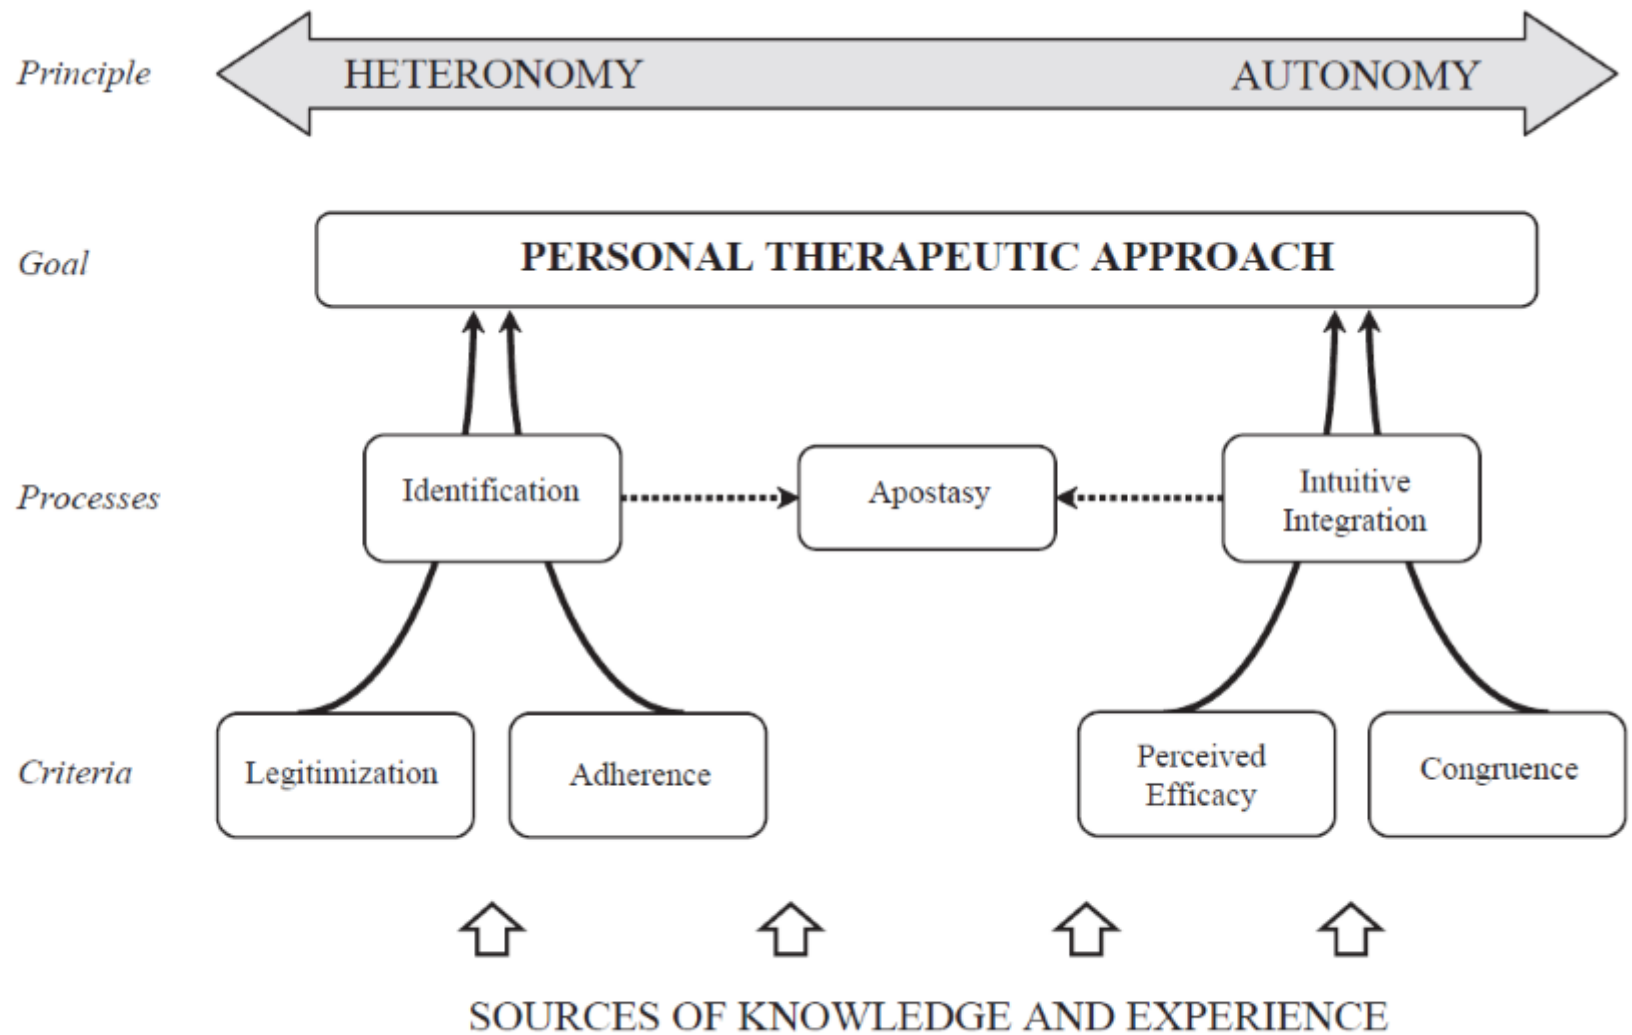 Principle
HETERONOMY
AUTONOMY
Goal
PERSONAL THERAPEUTIC APPROACH
Processes
Identification
Apostasy
Intuitive
Integration
Criteria
Legitimization
Adherence
Perceived
Efficacy
Congruence
SOURCES OF KNOWLEDGE AND EXPERIENCE